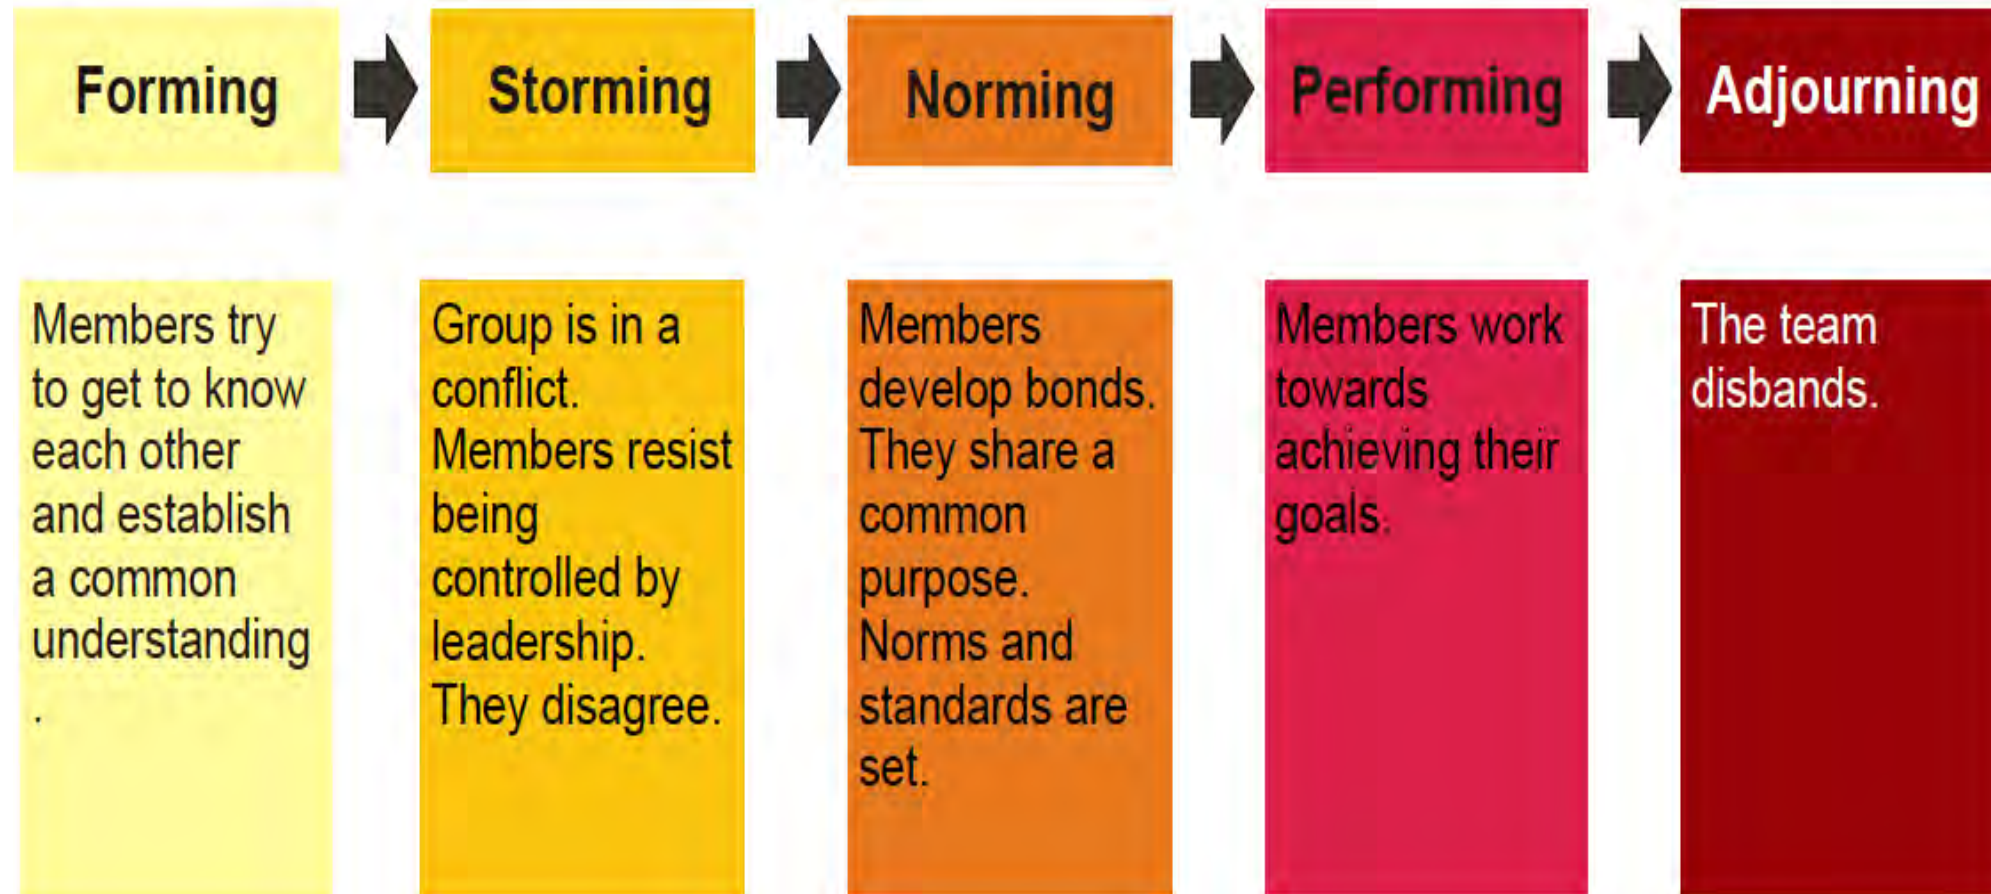 Forming
Storming
Norming
Performing
Adjourning
Members try
to get to know
each other
and establish
a common
understanding
.
Group is in a
conflict.
Members resist
being
controlled by
leadership.
They disagree.
Members
develop bonds.
They share a
common
purpose.
Norms and
standards are
set.
Members work
towards
achieving their
goals.
The team
disbands.